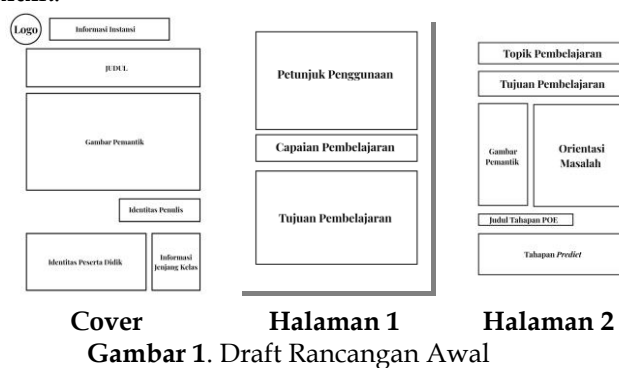 Logo
Informasi Instansi
JUDUL
Gambar Pemantik
Identitas Penulis
Identitas Peserta Didik
Informasi
Jenjang Kelas
Petunjuk Penggunaan
Capaian Pembelajaran
Tujuan Pembelajaran
Topik Pembelajaran
Tujuan Pembelajaran
Gambar
Pemantik
Orientasi
Masalah
Judul Tahapan POE
Tahapan Predict
Cover
Halaman 1
Halaman 2
Gambar 1. Draft Rancangan Awal